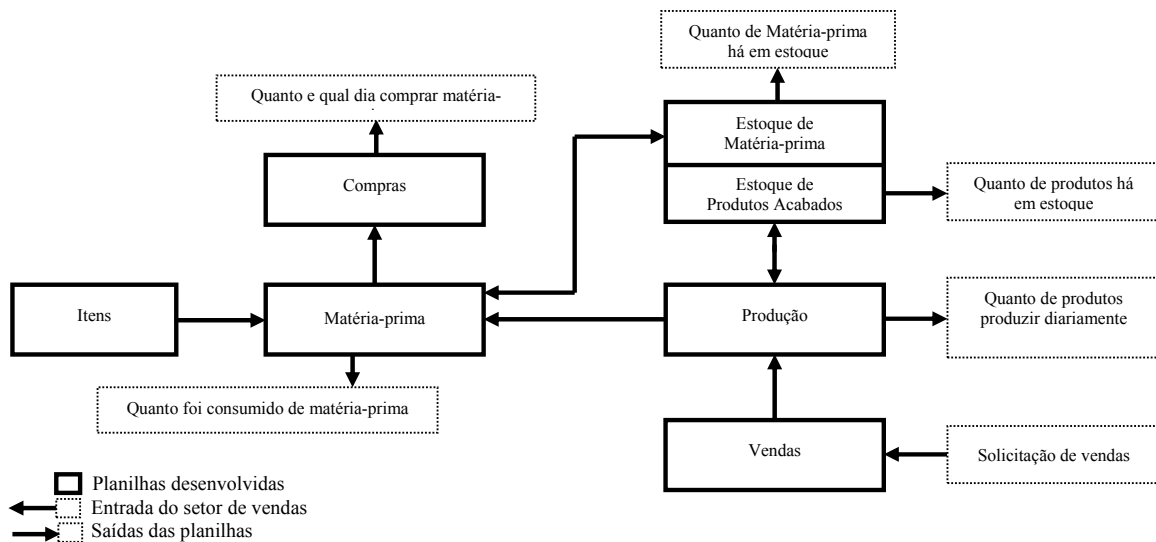 Quanto de Matéria-prima
há em estoque
Quanto e qual dia comprar matéria-
Estoque de
Matéria-prima
Compras
Estoque de
Produtos Acabados
Quanto de produtos há
em estoque
Itens
Matéria-prima
Produção
Quanto de produtos
produzir diariamente
Quanto foi consumido de matéria-prima
Vendas
Solicitação de vendas
Planilhas desenvolvidas
Entrada do setor de vendas
Saídas das planilhas